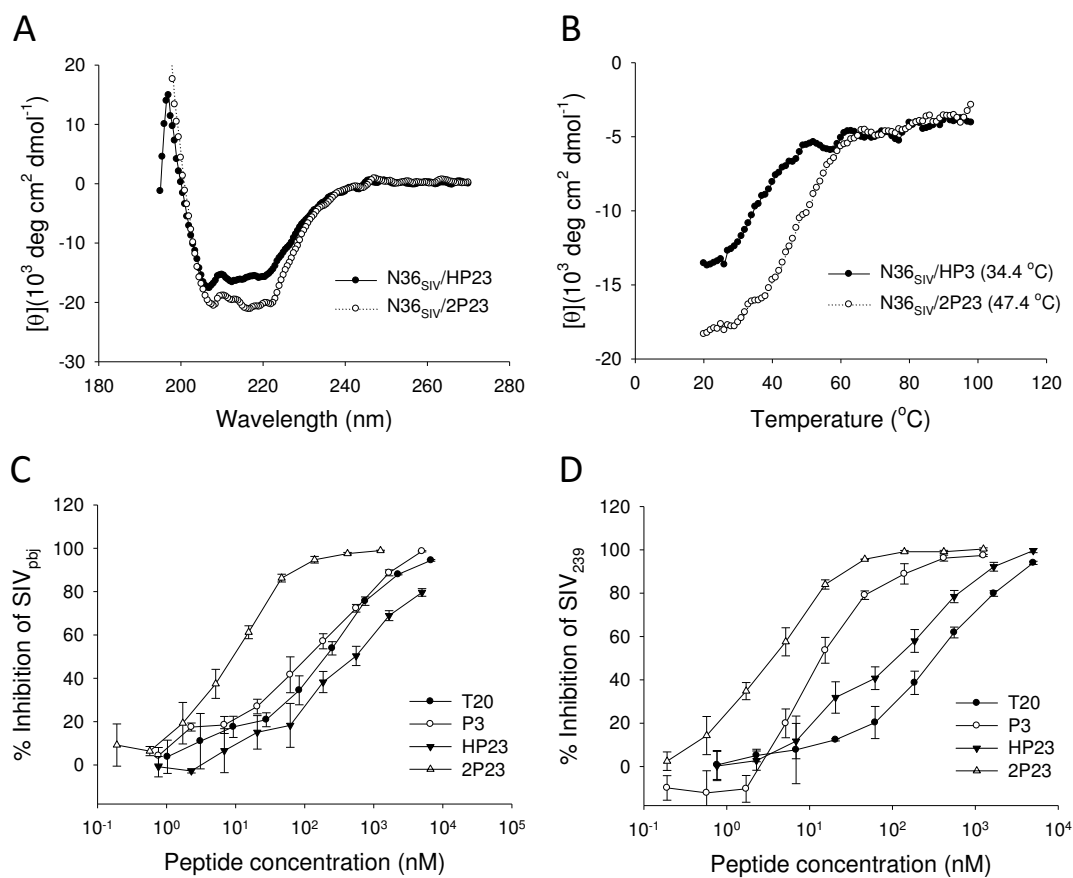 A
[θ](10³ deg cm² dmol⁻¹)
20
10
0
-10
-20
-30
180
200
220
240
260
280
Wavelength (nm)
N36SIV/HP23
N36SIV/2P23
B
[θ](10³ deg cm² dmol⁻¹)
0
-5
-10
-15
-20
0
20
40
60
80
100
120
Temperature (°C)
N36SIV/HP3 (34.4 °C)
N36SIV/2P23 (47.4 °C)
C
% Inhibition of SIVpbj
120
100
80
60
40
20
0
10⁻¹
10⁰
10¹
10²
10³
10⁴
10⁵
Peptide concentration (nM)
T20
P3
HP23
2P23
D
% Inhibition of SIV239
120
100
80
60
40
20
0
10⁻¹
10⁰
10¹
10²
10³
10⁴
Peptide concentration (nM)
T20
P3
HP23
2P23